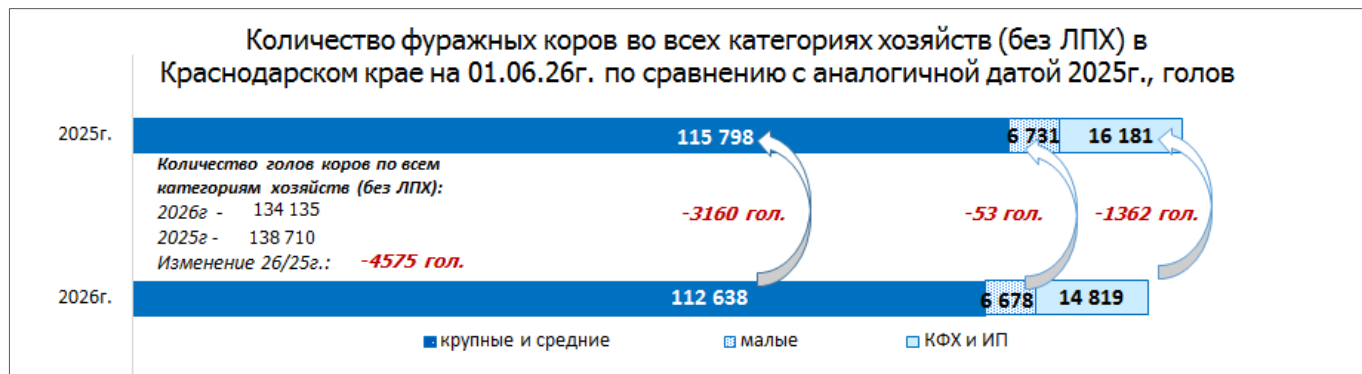 Количество фуражных коров во всех категориях хозяйств (без ЛПХ) в
Краснодарском крае на 01.06.26г. по сравнению с аналогичной датой 2025г., голов
2025г.
115 798
6 731
16 181
Количество голов коров по всем
категориям хозяйств (без ЛПХ):
2026г - 134 135
2025г - 138 710
Изменение 26/25г.: -4575 гол.
-3160 гол.
-53 гол.
-1362 гол.
2026г.
112 638
6 678
14 819
крупные и средние
малые
КФХ и ИП